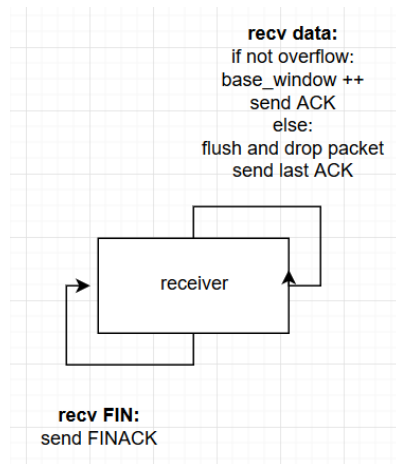 recv data:
if not overflow:
base_window ++
send ACK
else:
flush and drop packet
send last ACK
receiver
recv FIN:
send FINACK